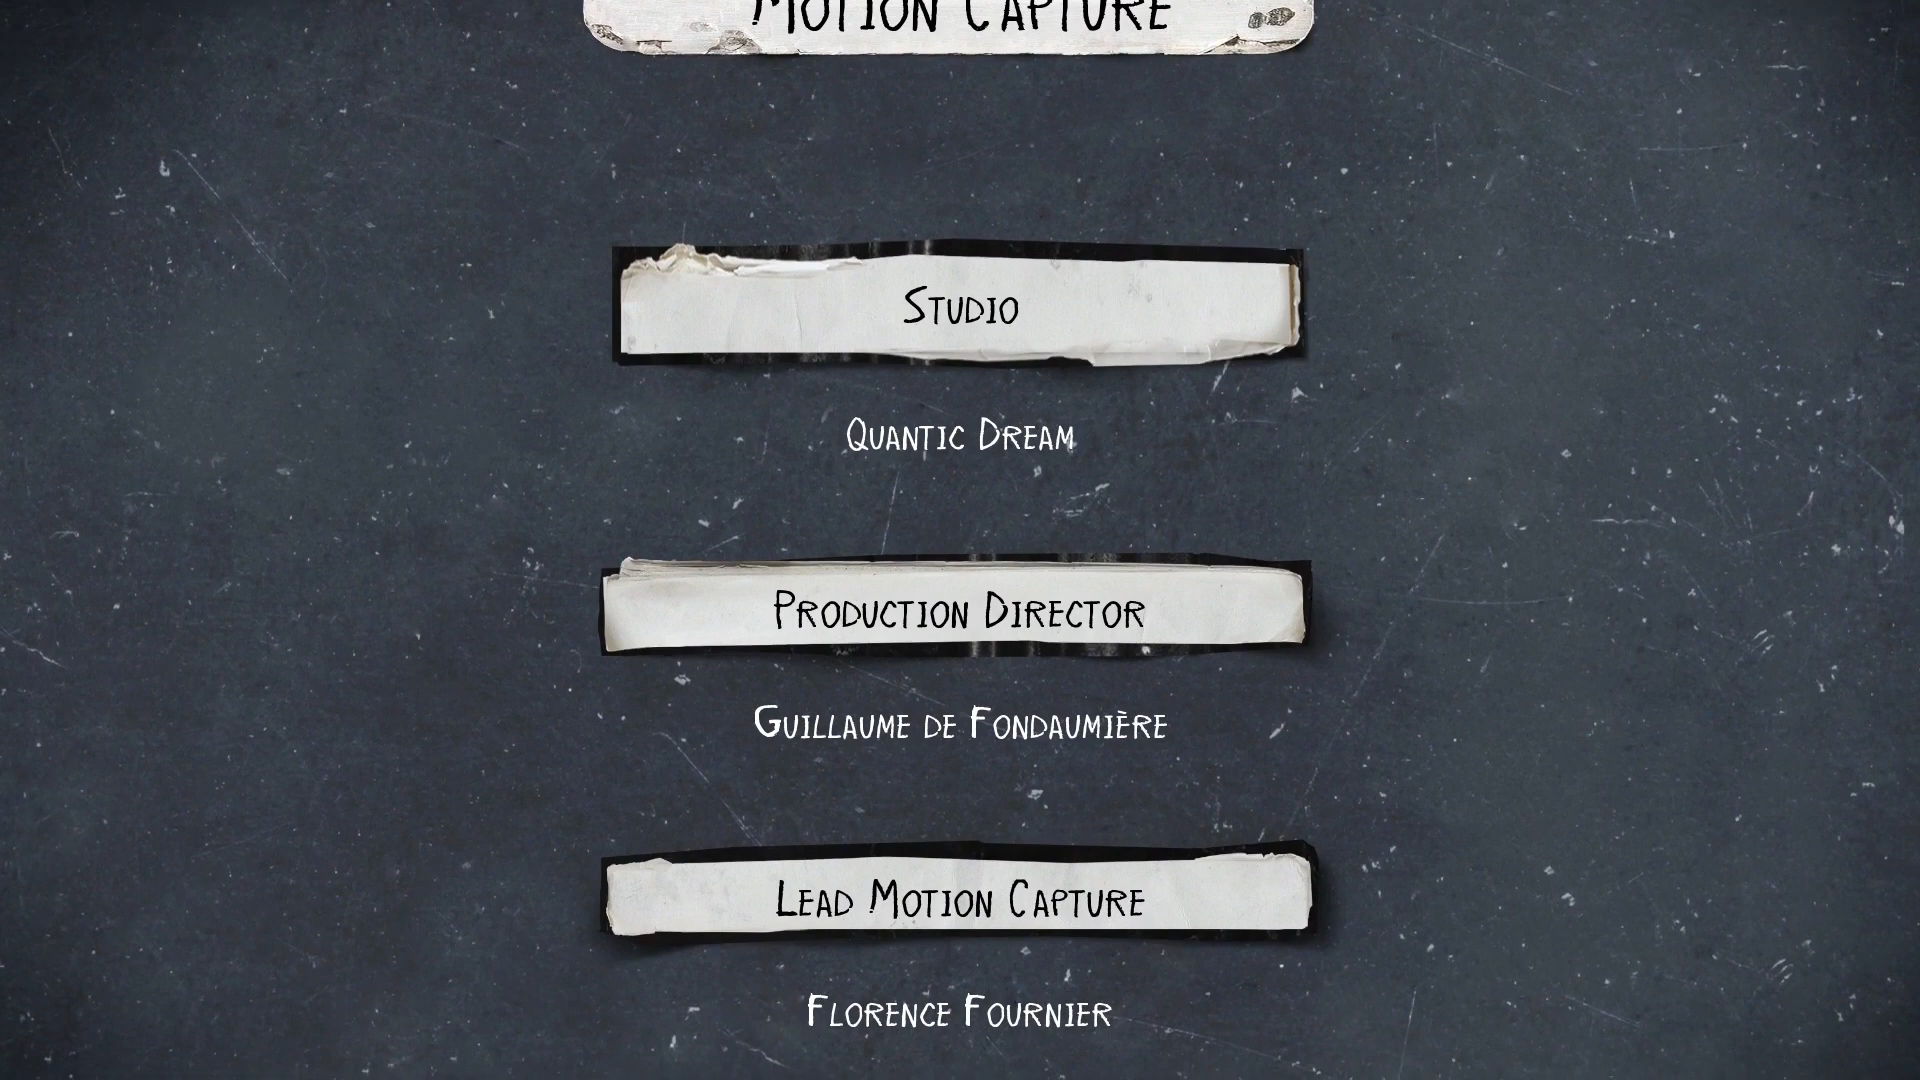 Motion Capture
Studio
Quantic Dream
Production Director
Guillaume de Fondaumière
Lead Motion Capture
Florence Fournier